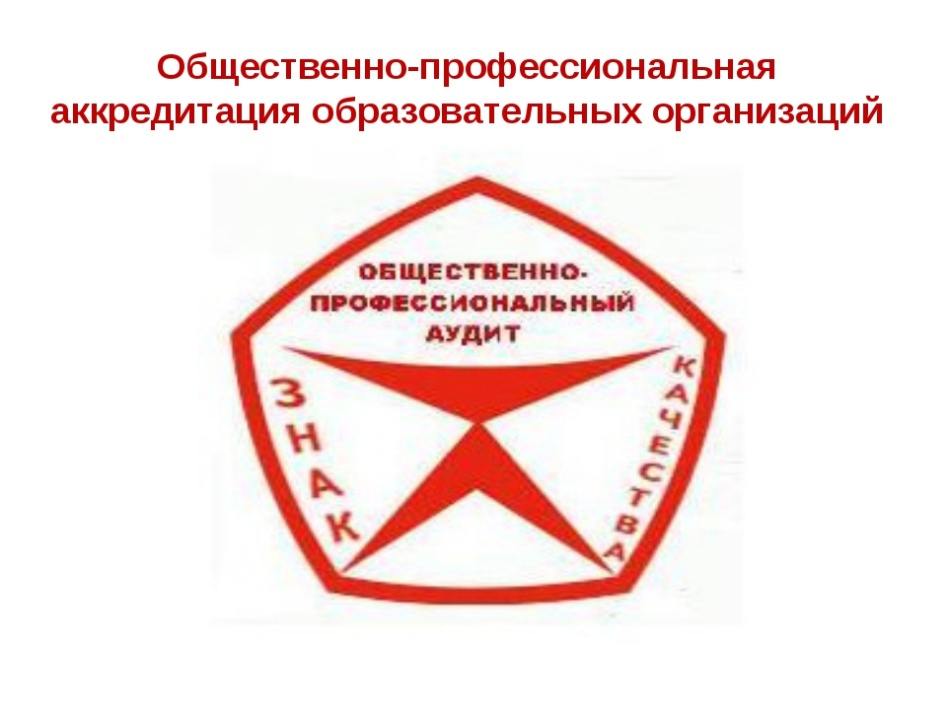 Общественно-профессиональная
аккредитация образовательных организаций
ОБЩЕСТВЕННО-
ПРОФЕССИОНАЛЬНЫЙ
АУДИТ
ЗНАК
КАЧЕСТВА